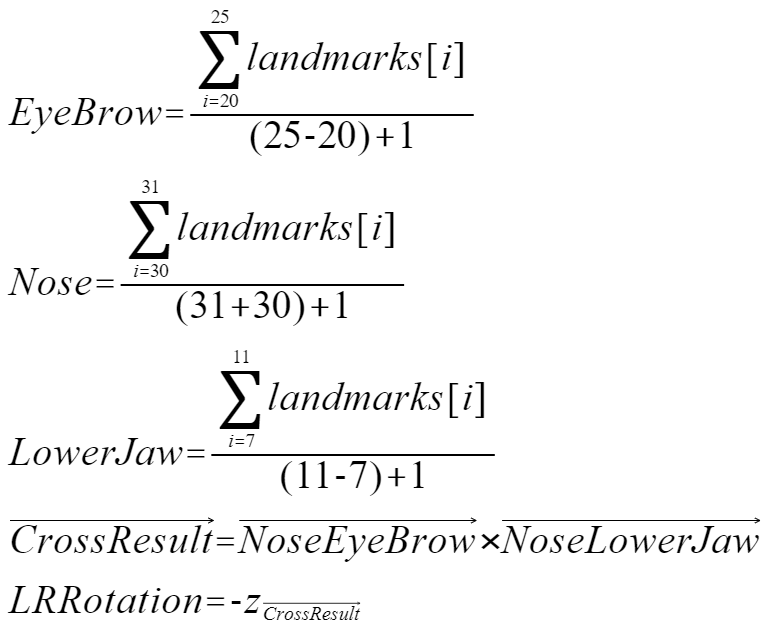 25
EyeBrow=∑landmarks[i]
i=20
(25-20)+1
31
Nose=∑landmarks[i]
i=30
(31+30)+1
11
LowerJaw=∑landmarks[i]
i=7
(11-7)+1
CrossResult=NoseEyeBrow×NoseLowerJaw
LRRotation=-z CrossResult